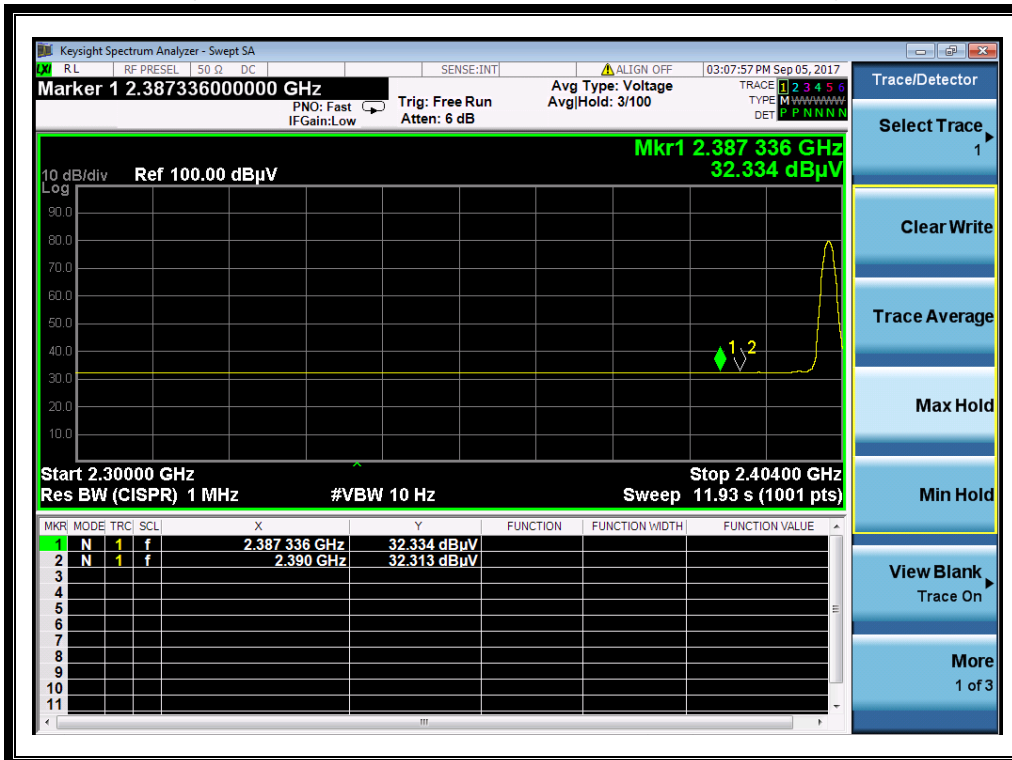 Keysight Spectrum Analyzer - Swept SA
LXI RL RF PRESEL 50 Ω DC SENSE:INT ALIGN OFF 03:07:57 PM Sep 05, 2017
Marker 1 2.387336000000 GHz
PNO: Fast
IFGain:Low
Trig: Free Run
Atten: 6 dB
Avg Type: Voltage
Avg|Hold: 3/100
TRACE 1 2 3 4 5 6
TYPE M WWWWW
DET P P N N N N
Mkr1 2.387 336 GHz
32.334 dBµV
10 dB/div Ref 100.00 dBµV
Log
90.0
80.0
70.0
60.0
50.0
40.0
30.0
20.0
10.0
1 2
Start 2.30000 GHz Stop 2.40400 GHz
Res BW (CISPR) 1 MHz #VBW 10 Hz Sweep 11.93 s (1001 pts)
MKR MODE TRC SCL X Y FUNCTION FUNCTION WIDTH FUNCTION VALUE
1 N 1 f 2.387 336 GHz 32.334 dBµV
2 N 1 f 2.390 GHz 32.313 dBµV
3
4
5
6
7
8
9
10
11
Trace/Detector
Select Trace
1
Clear Write
Trace Average
Max Hold
Min Hold
View Blank
Trace On
More
1 of 3